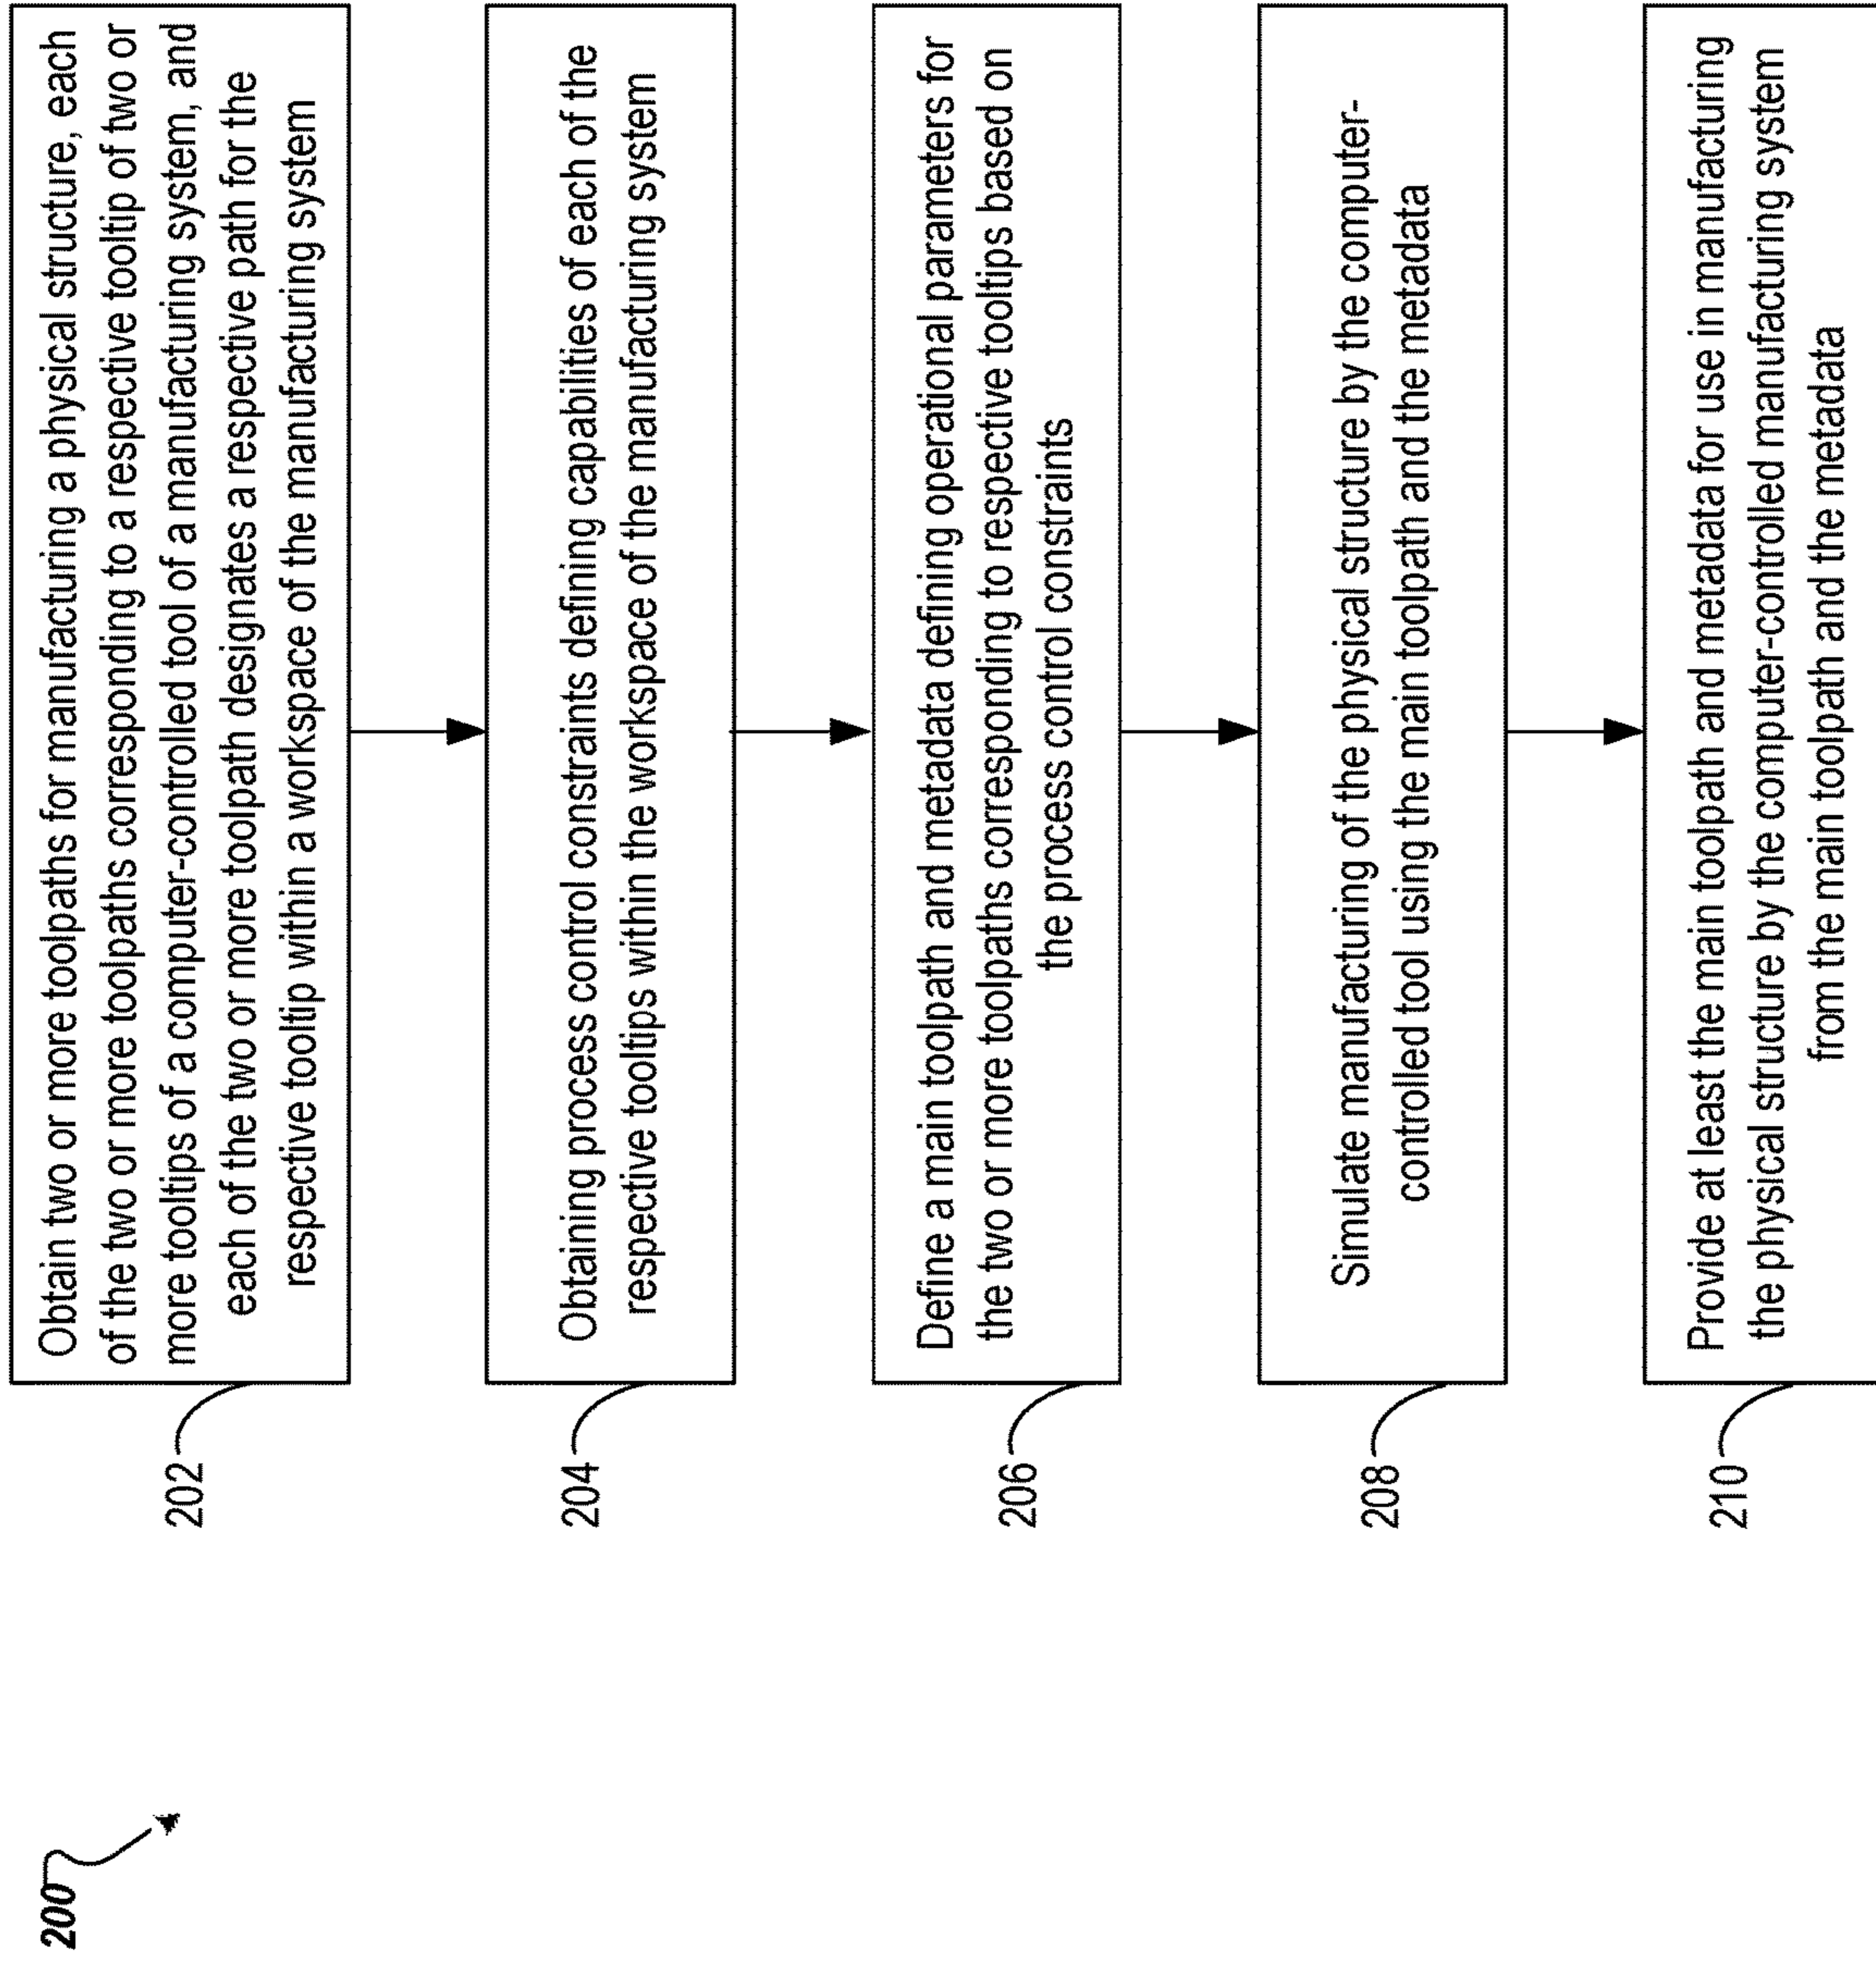 200
202
Obtain two or more toolpaths for manufacturing a physical structure, each
of the two or more toolpaths corresponding to a respective tooltip of two or
more tooltips of a computer-controlled tool of a manufacturing system, and
each of the two or more toolpath designates a respective path for the
respective tooltip within a workspace of the manufacturing system
204
Obtaining process control constraints defining capabilities of each of the
respective tooltips within the workspace of the manufacturing system
206
Define a main toolpath and metadata defining operational parameters for
the two or more toolpaths corresponding to respective tooltips based on
the process control constraints
208
Simulate manufacturing of the physical structure by the computer-
controlled tool using the main toolpath and the metadata
210
Provide at least the main toolpath and metadata for use in manufacturing
the physical structure by the computer-controlled manufacturing system
from the main toolpath and the metadata